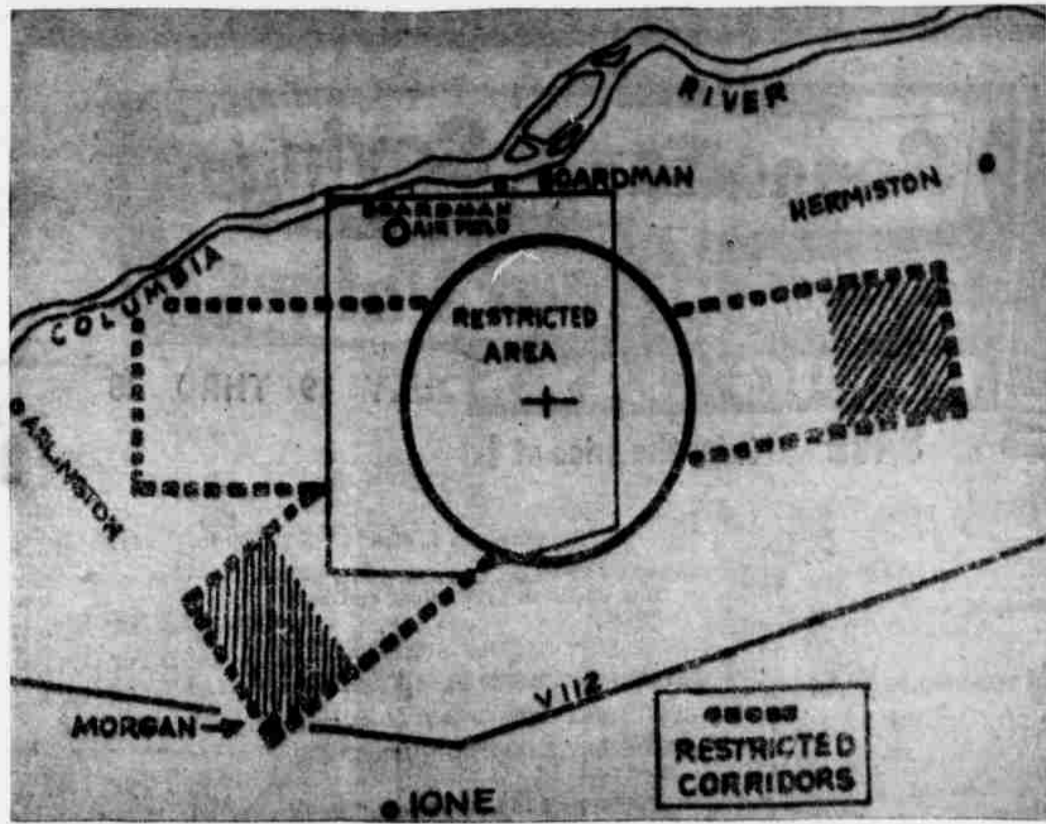 RIVER
BOARDMAN
HERMISTON
BOARDMAN
AIR FIELD
COLUMBIA
RESTRICTED
AREA
ARLINGTON
V112
MORGAN
RESTRICTED
CORRIDORS
IONE